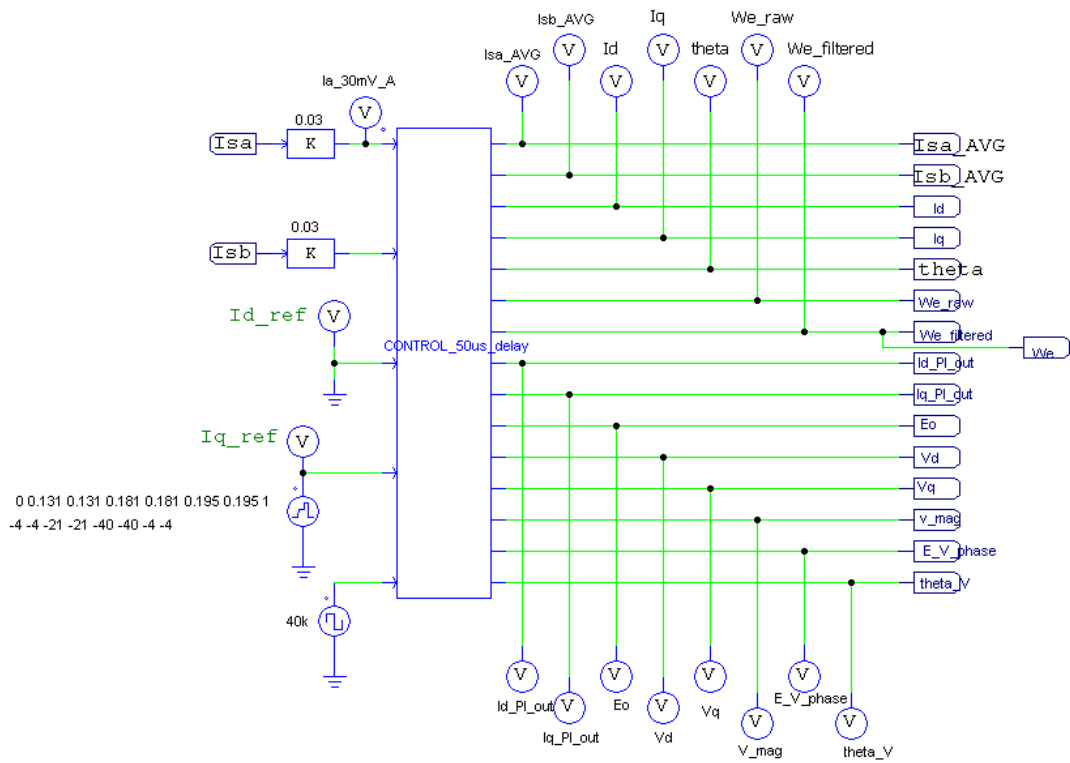 Isb_AVG
Iq
We_raw
Isa_AVG
Id
theta
We_filtered
Ia_30mV_A
V
V
V
V
V
V
V
V
0.03
Isa
K
Isa_AVG
Isb_AVG
Id
0.03
Isb
K
Iq
theta
We_raw
Id_ref
V
We_filtered
CONTROL_50us_delay
We
Id_PI_out
Iq_PI_out
Iq_ref
V
Eo
Vd
Vq
0 0.131 0.131 0.181 0.181 0.195 0.195 1
-4 -4 -21 -21 -40 -40 -4 -4
v_mag
E_V_phase
theta_V
40k
V
V
V
V
V
V
V
V
Id_PI_out
Eo
E_V_phase
Iq_PI_out
Vd
Vq
V_mag
theta_V